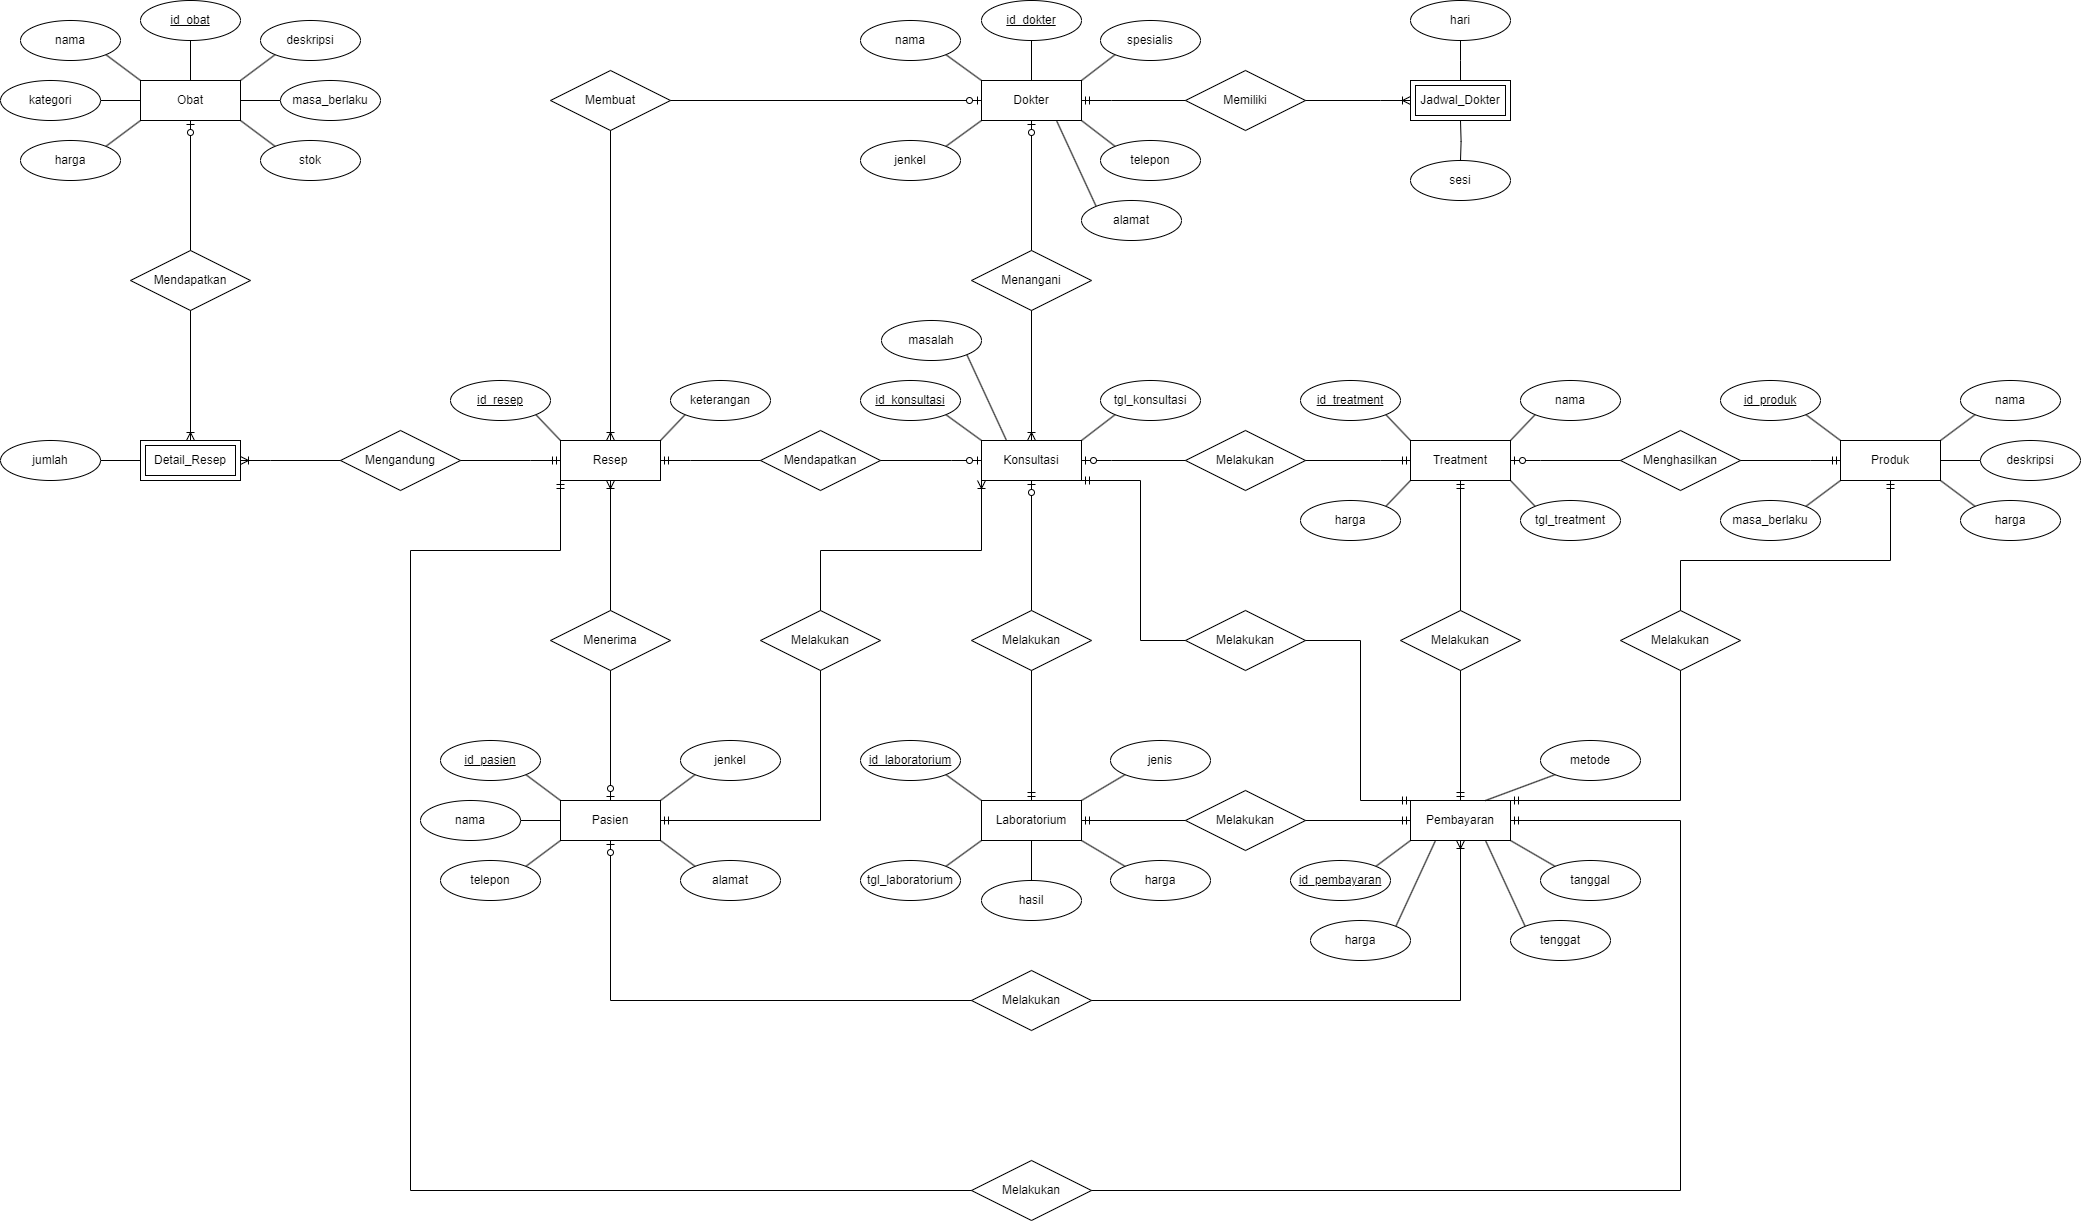 id_obat
id_dokter
hari
nama
deskripsi
nama
spesialis
kategori
Obat
masa_berlaku
Membuat
Dokter
Memiliki
Jadwal_Dokter
harga
stok
jenkel
telepon
sesi
alamat
Mendapatkan
Menangani
masalah
id_resep
keterangan
id_konsultasi
tgl_konsultasi
id_treatment
nama
id_produk
nama
jumlah
Detail_Resep
Mengandung
Resep
Mendapatkan
Konsultasi
Melakukan
Treatment
Menghasilkan
Produk
deskripsi
harga
tgl_treatment
masa_berlaku
harga
Menerima
Melakukan
Melakukan
Melakukan
Melakukan
Melakukan
id_pasien
jenkel
id_laboratorium
jenis
metode
nama
Pasien
Laboratorium
Melakukan
Pembayaran
telepon
alamat
tgl_laboratorium
harga
id_pembayaran
tanggal
hasil
harga
tenggat
Melakukan
Melakukan